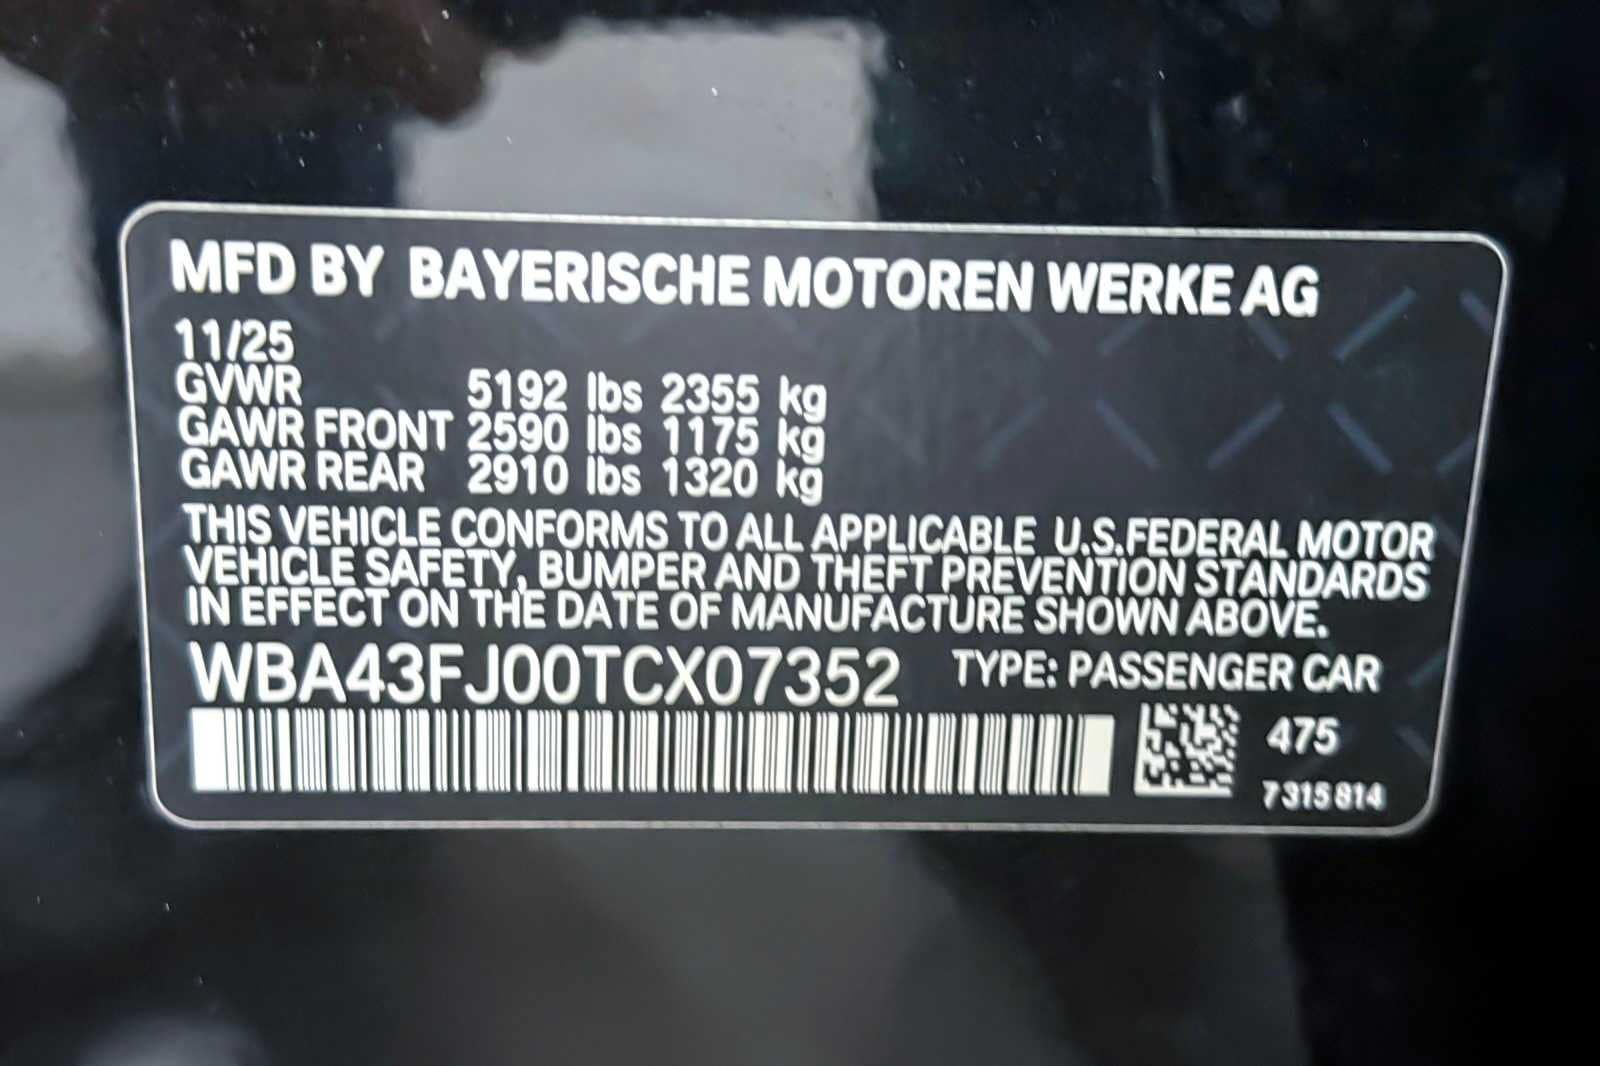 MFD BY BAYERISCHE MOTOREN WERKE AG
11/25
GVWR 5192 lbs 2355 kg
GAWR FRONT 2590 lbs 1175 kg
GAWR REAR 2910 lbs 1320 kg
THIS VEHICLE CONFORMS TO ALL APPLICABLE U.S.FEDERAL MOTOR
VEHICLE SAFETY, BUMPER AND THEFT PREVENTION STANDARDS
IN EFFECT ON THE DATE OF MANUFACTURE SHOWN ABOVE.
WBA43FJ00TCX07352 TYPE: PASSENGER CAR
475
7315814